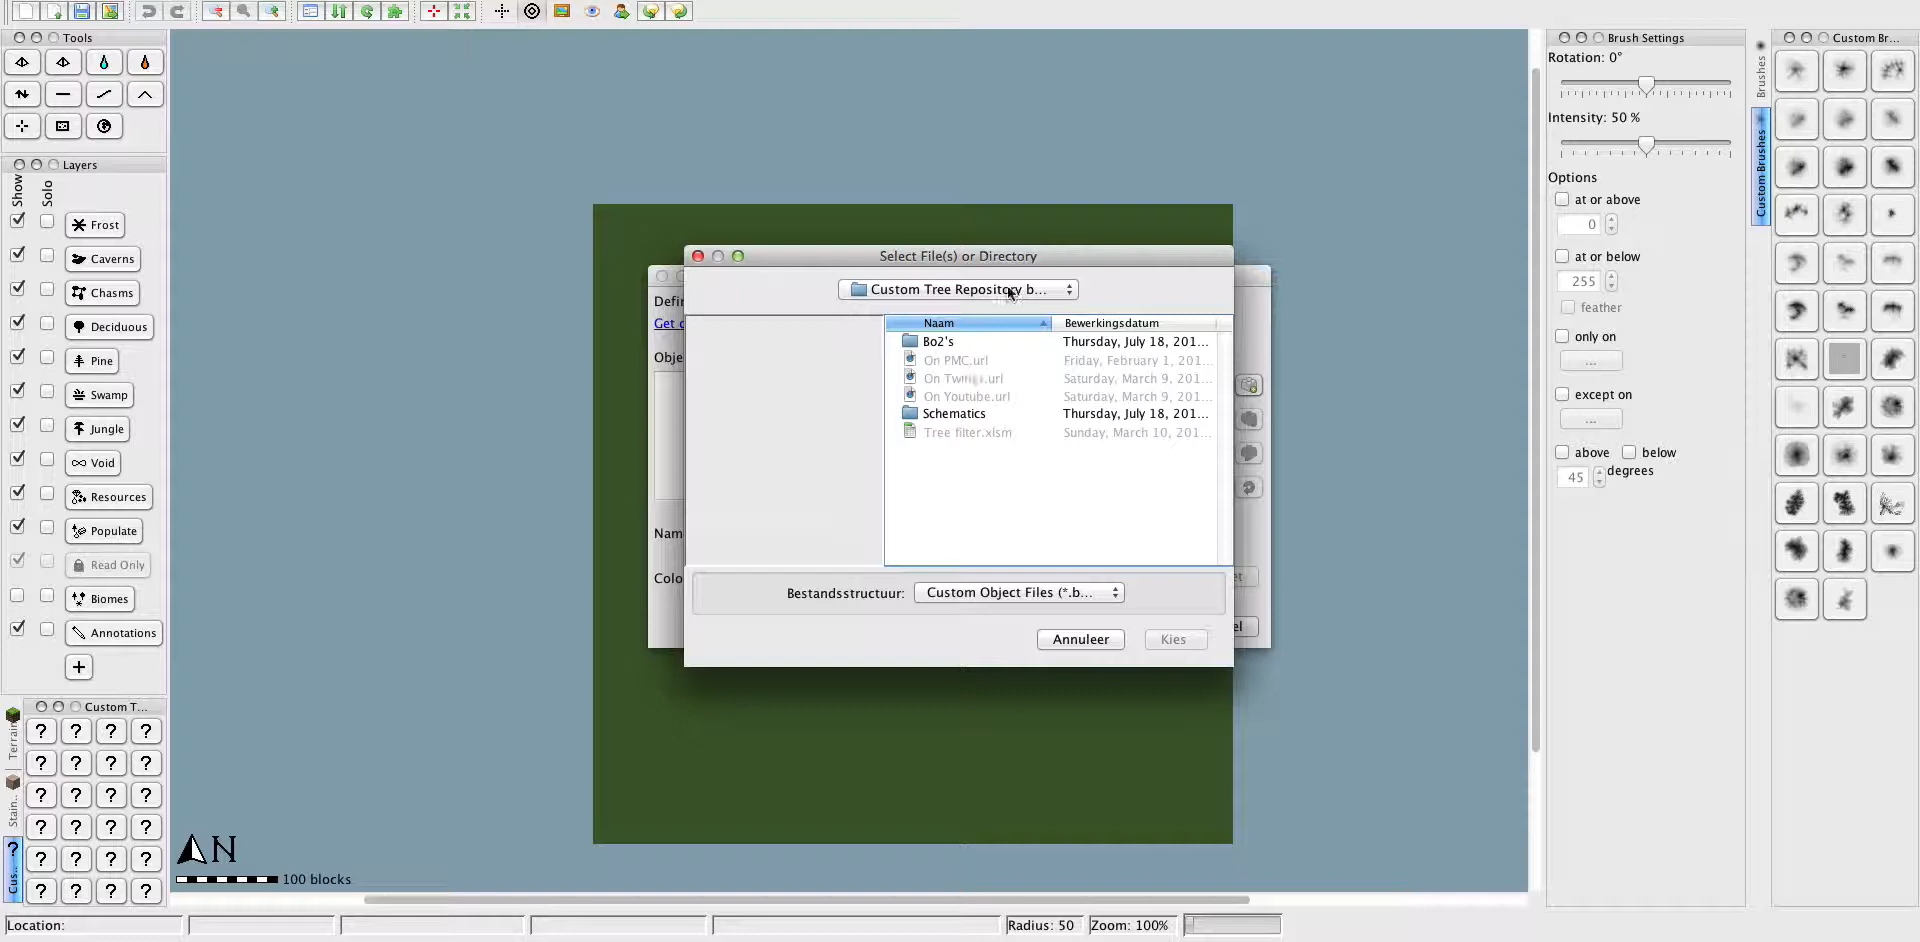 Tools
Layers
Show
Solo
Frost
Caverns
Chasms
Deciduous
Pine
Swamp
Jungle
Void
Resources
Populate
Read Only
Biomes
Annotations
+
Custom T...
Terrain
Stain..
Cus..
? ? ? ?
? ? ? ?
? ? ? ?
? ? ? ?
? ? ? ?
? ? ? ?
N
100 blocks
Select File(s) or Directory
Custom Tree Repository b...
Naam Bewerkingsdatum
Bo2's Thursday, July 18, 201...
On PMC.url Friday, February 1, 201...
On Saturday, March 9, 201...
On Youtube.url Saturday, March 9, 201...
Schematics Thursday, July 18, 201...
Tree filter.xlsm Sunday, March 10, 201...
Bestandsstructuur: Custom Object Files (*.b...
Annuleer Kies
Defin
Get c
Obje
Nam
Colo
et
el
Brush Settings
Rotation: 0°
Intensity: 50 %
Options
at or above
0
at or below
255
feather
only on
...
except on
...
above below
45 degrees
Brushes
Custom Brushes
Custom Br...
Location:
Radius: 50
Zoom: 100%